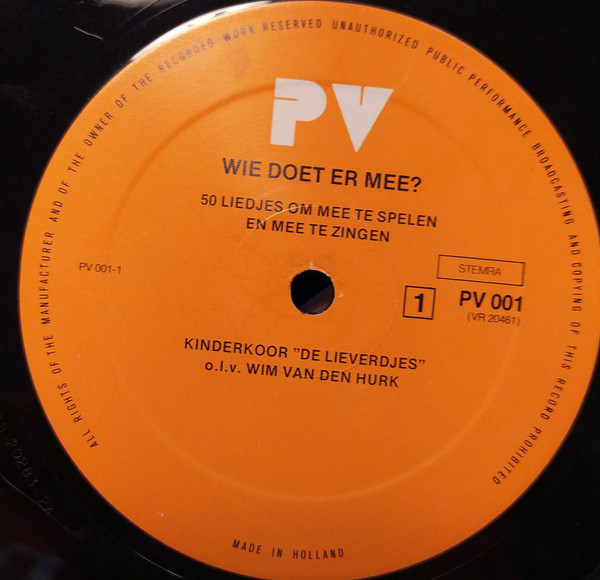 ALL RIGHTS OF THE MANUFACTURER AND OF THE OWNER OF THE RECORDED WORK RESERVED UNAUTHORIZED PUBLIC PERFORMANCE BROADCASTING AND COPYING OF THIS RECORD PROHIBITED
PV
WIE DOET ER MEE?
50 LIEDJES OM MEE TE SPELEN
EN MEE TE ZINGEN
PV 001-1
STEMRA
1
PV 001
(VR 20461)
KINDERKOOR "DE LIEVERDJES"
o.l.v. WIM VAN DEN HURK
MADE IN HOLLAND